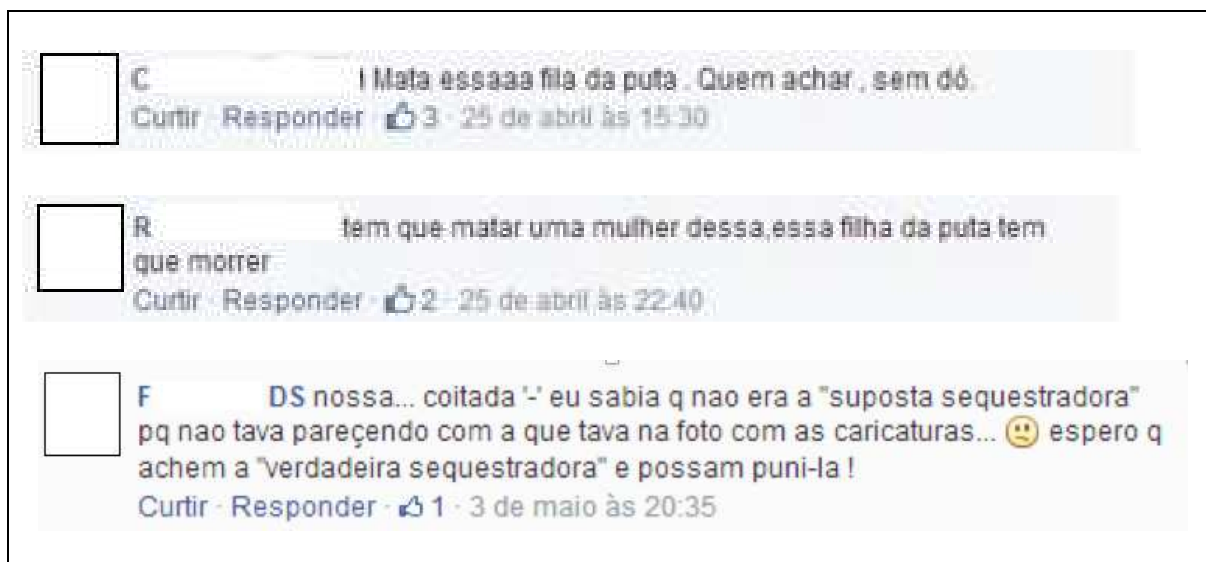 C Mata essaaa fila da puta . Quem achar , sem dó.
Curtir · Responder · 3 · 25 de abril às 15:30
R tem que matar uma mulher dessa,essa filha da puta tem
que morrer
Curtir · Responder · 2 · 25 de abril às 22:40
F DS nossa... coitada '-' eu sabia q nao era a "suposta sequestradora"
pq nao tava pareçendo com a que tava na foto com as caricaturas... espero q
achem a "verdadeira sequestradora" e possam puni-la !
Curtir · Responder · 1 · 3 de maio às 20:35